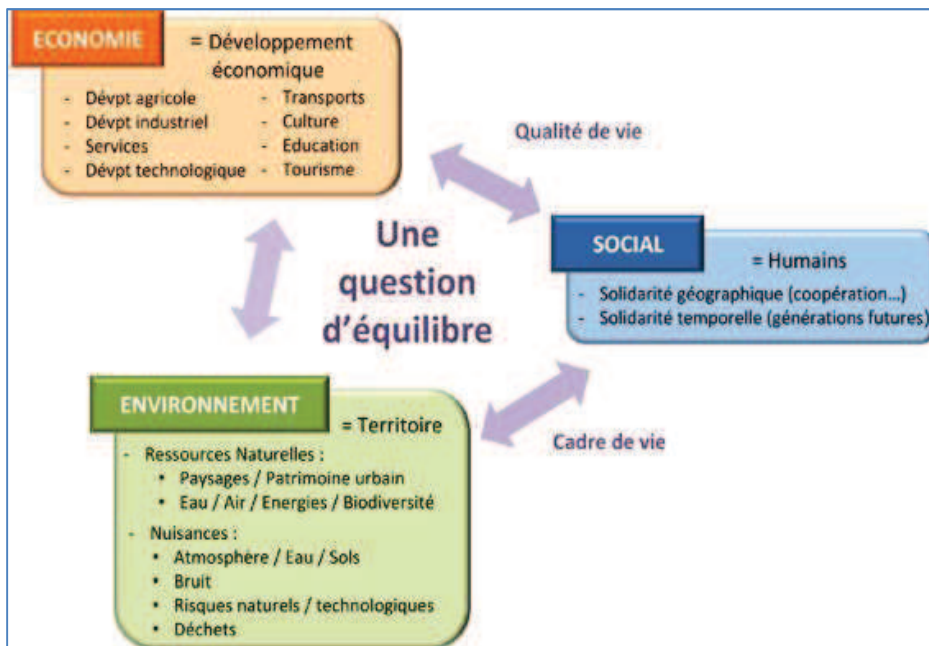 ECONOMIE
= Développement
économique
- Dévpt agricole
- Dévpt industriel
- Services
- Dévpt technologique
- Transports
- Culture
- Education
- Tourisme
Qualité de vie
Une
question
d'équilibre
SOCIAL
= Humains
- Solidarité géographique (coopération...)
- Solidarité temporelle (générations futures)
ENVIRONNEMENT
= Territoire
- Ressources Naturelles :
• Paysages / Patrimoine urbain
• Eau / Air / Energies / Biodiversité
- Nuisances :
• Atmosphère / Eau / Sols
• Bruit
• Risques naturels / technologiques
• Déchets
Cadre de vie